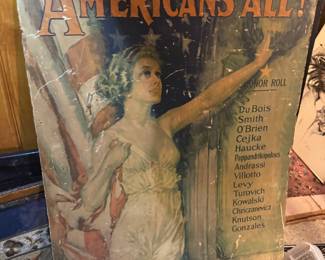 AMERICANS ALL!
HONOR ROLL
Du Bois
Smith
O'Brien
Cejka
Haucke
Pappandrikopolous
Andrassi
Villotto
Levy
Turovich
Kowalski
Chriczanevicz
Knutson
Gonzales